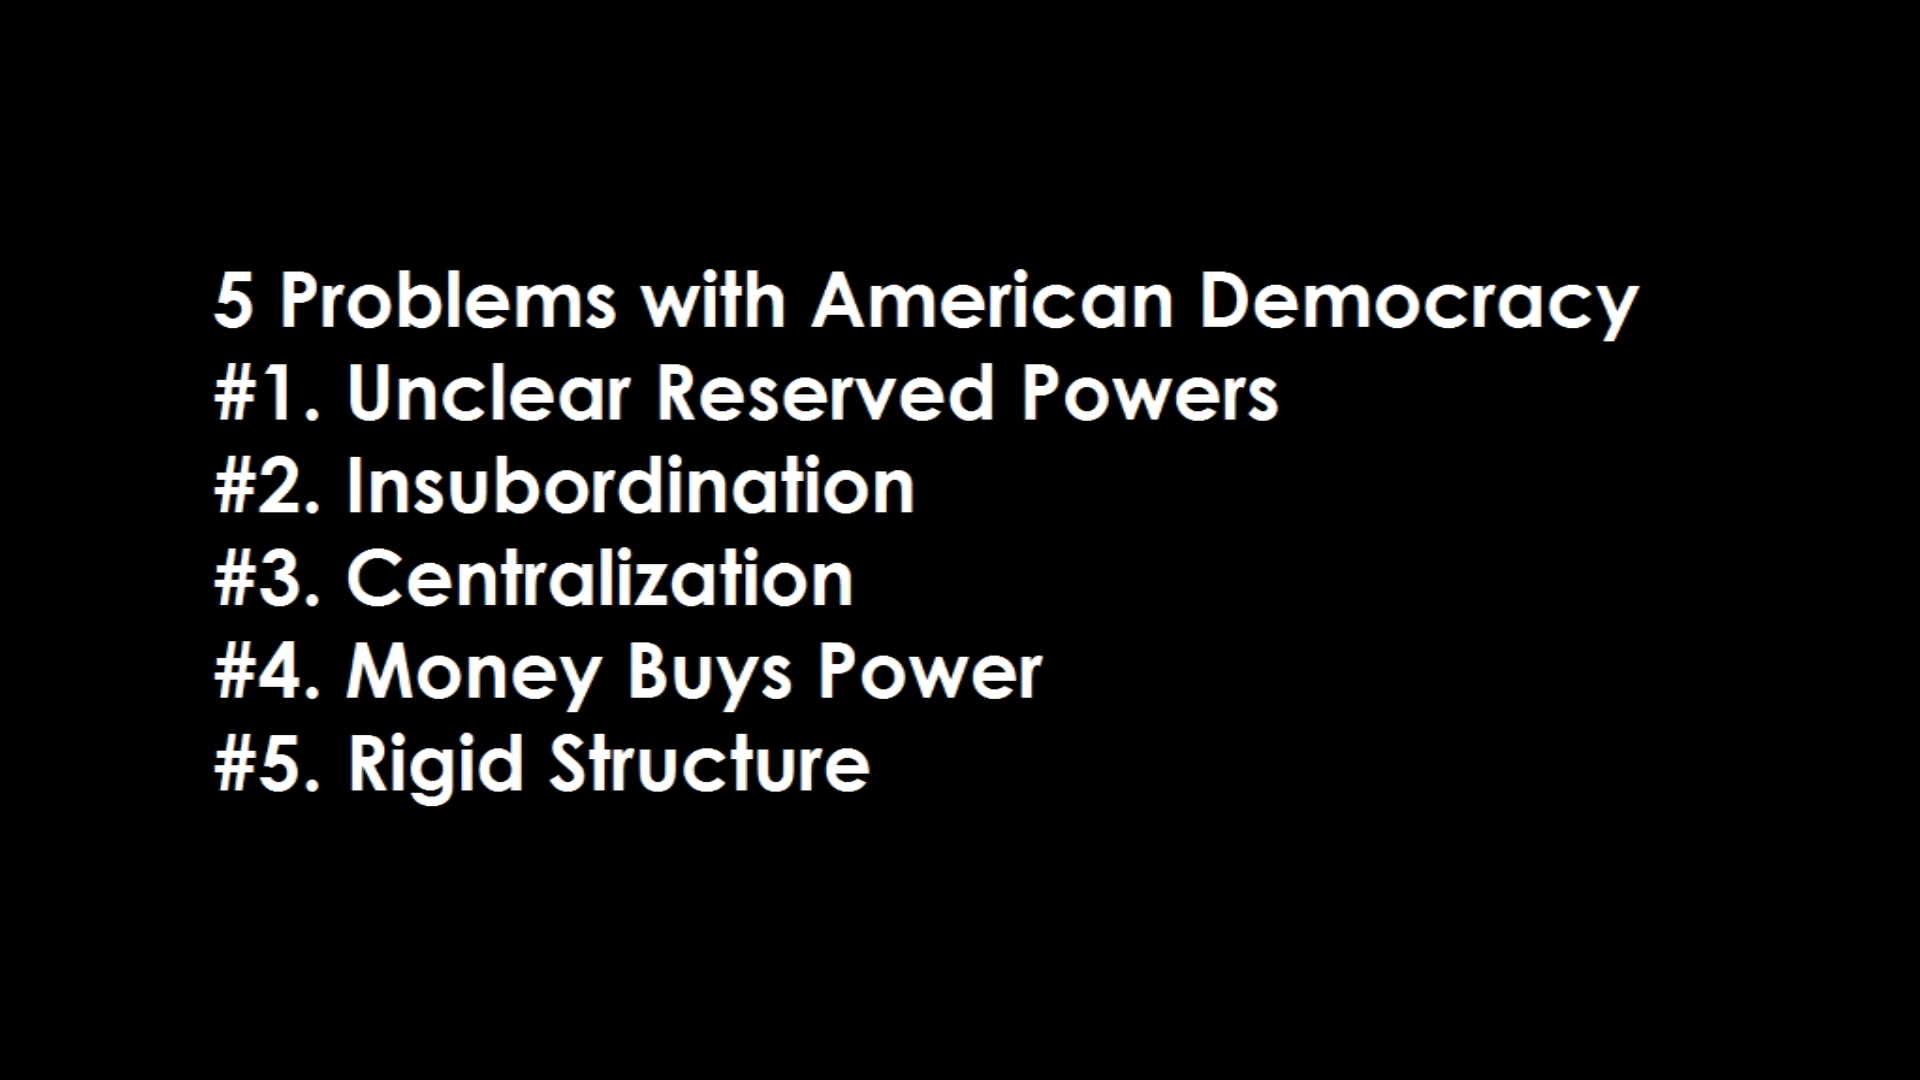 5 Problems with American Democracy
#1. Unclear Reserved Powers
#2. Insubordination
#3. Centralization
#4. Money Buys Power
#5. Rigid Structure